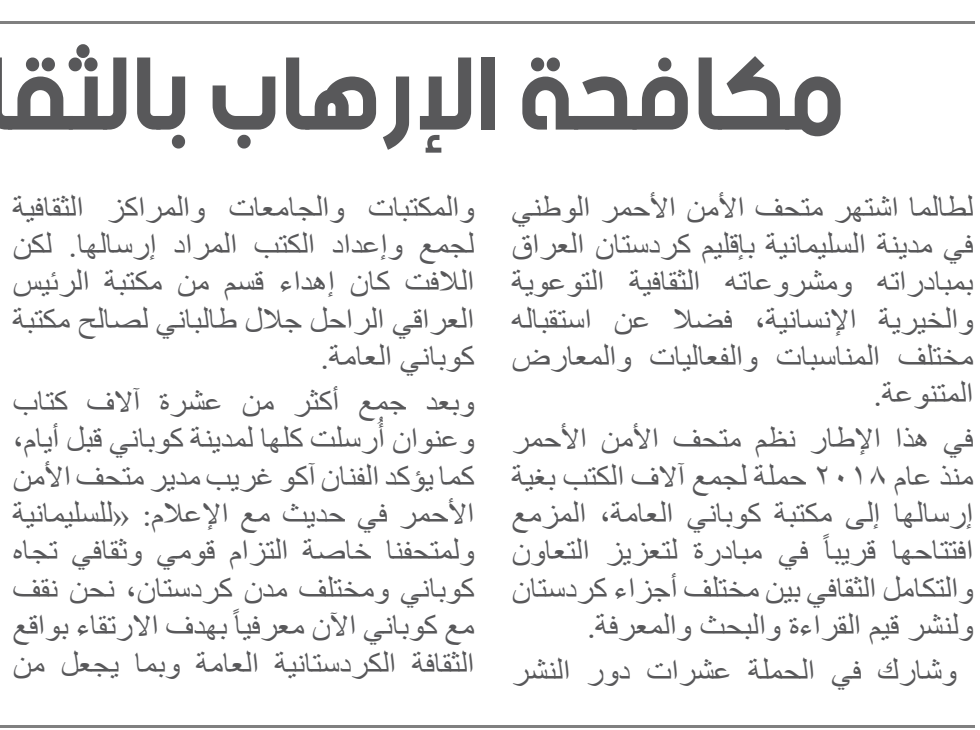 مكافحة الإرهاب بالثقا
لطالما اشتهر متحف الأمن الأحمر الوطني
في مدينة السليمانية بإقليم كردستان العراق
بمبادراته ومشروعاته الثقافية التوعوية
والخيرية الإنسانية، فضلا عن استقباله
مختلف المناسبات والفعاليات والمعارض
المتنوعة.
في هذا الإطار نظم متحف الأمن الأحمر
منذ عام ٢٠١٨ حملة لجمع آلاف الكتب بغية
إرسالها إلى مكتبة كوباني العامة، المزمع
افتتاحها قريباً في مبادرة لتعزيز التعاون
والتكامل الثقافي بين مختلف أجزاء كردستان
ولنشر قيم القراءة والبحث والمعرفة.
وشارك في الحملة عشرات دور النشر
والمكتبات والجامعات والمراكز الثقافية
لجمع وإعداد الكتب المراد إرسالها. لكن
اللافت كان إهداء قسم من مكتبة الرئيس
العراقي الراحل جلال طالباني لصالح مكتبة
كوباني العامة.
وبعد جمع أكثر من عشرة آلاف كتاب
وعنوان أُرسلت كلها لمدينة كوباني قبل أيام،
كما يؤكد الفنان آكو غريب مدير متحف الأمن
الأحمر في حديث مع الإعلام: «للسليمانية
ولمتحفنا خاصة التزام قومي وثقافي تجاه
كوباني ومختلف مدن كردستان، نحن نقف
مع كوباني الآن معرفياً بهدف الارتقاء بواقع
الثقافة الكردستانية العامة وبما يجعل من